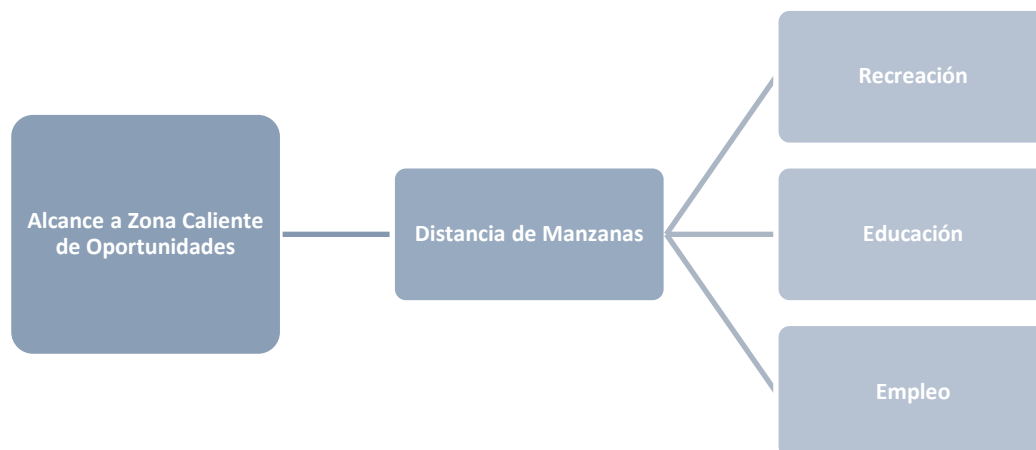 Alcance a Zona Caliente
de Oportunidades
Distancia de Manzanas
Recreación
Educación
Empleo